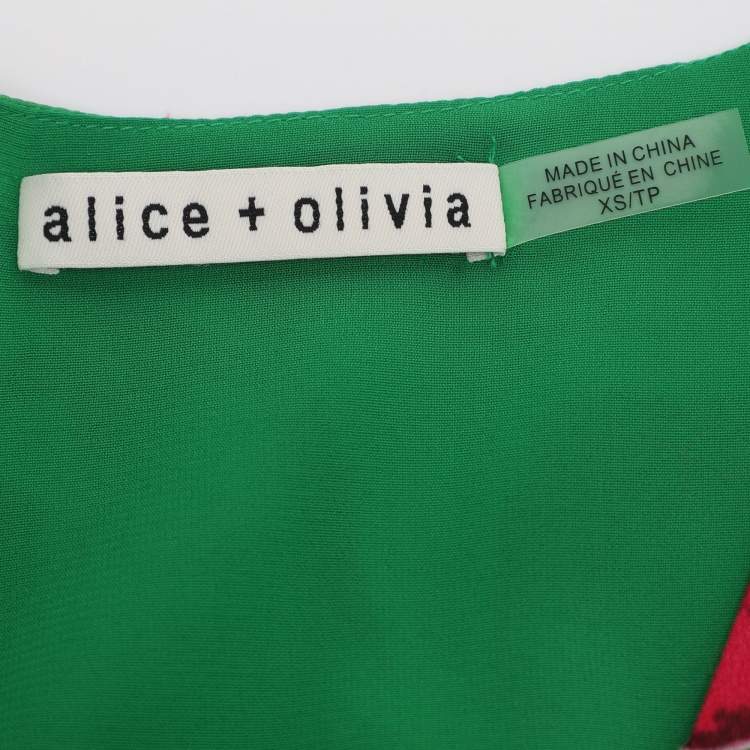 alice + olivia
MADE IN CHINA
FABRIQUÉ EN CHINE
XS/TP